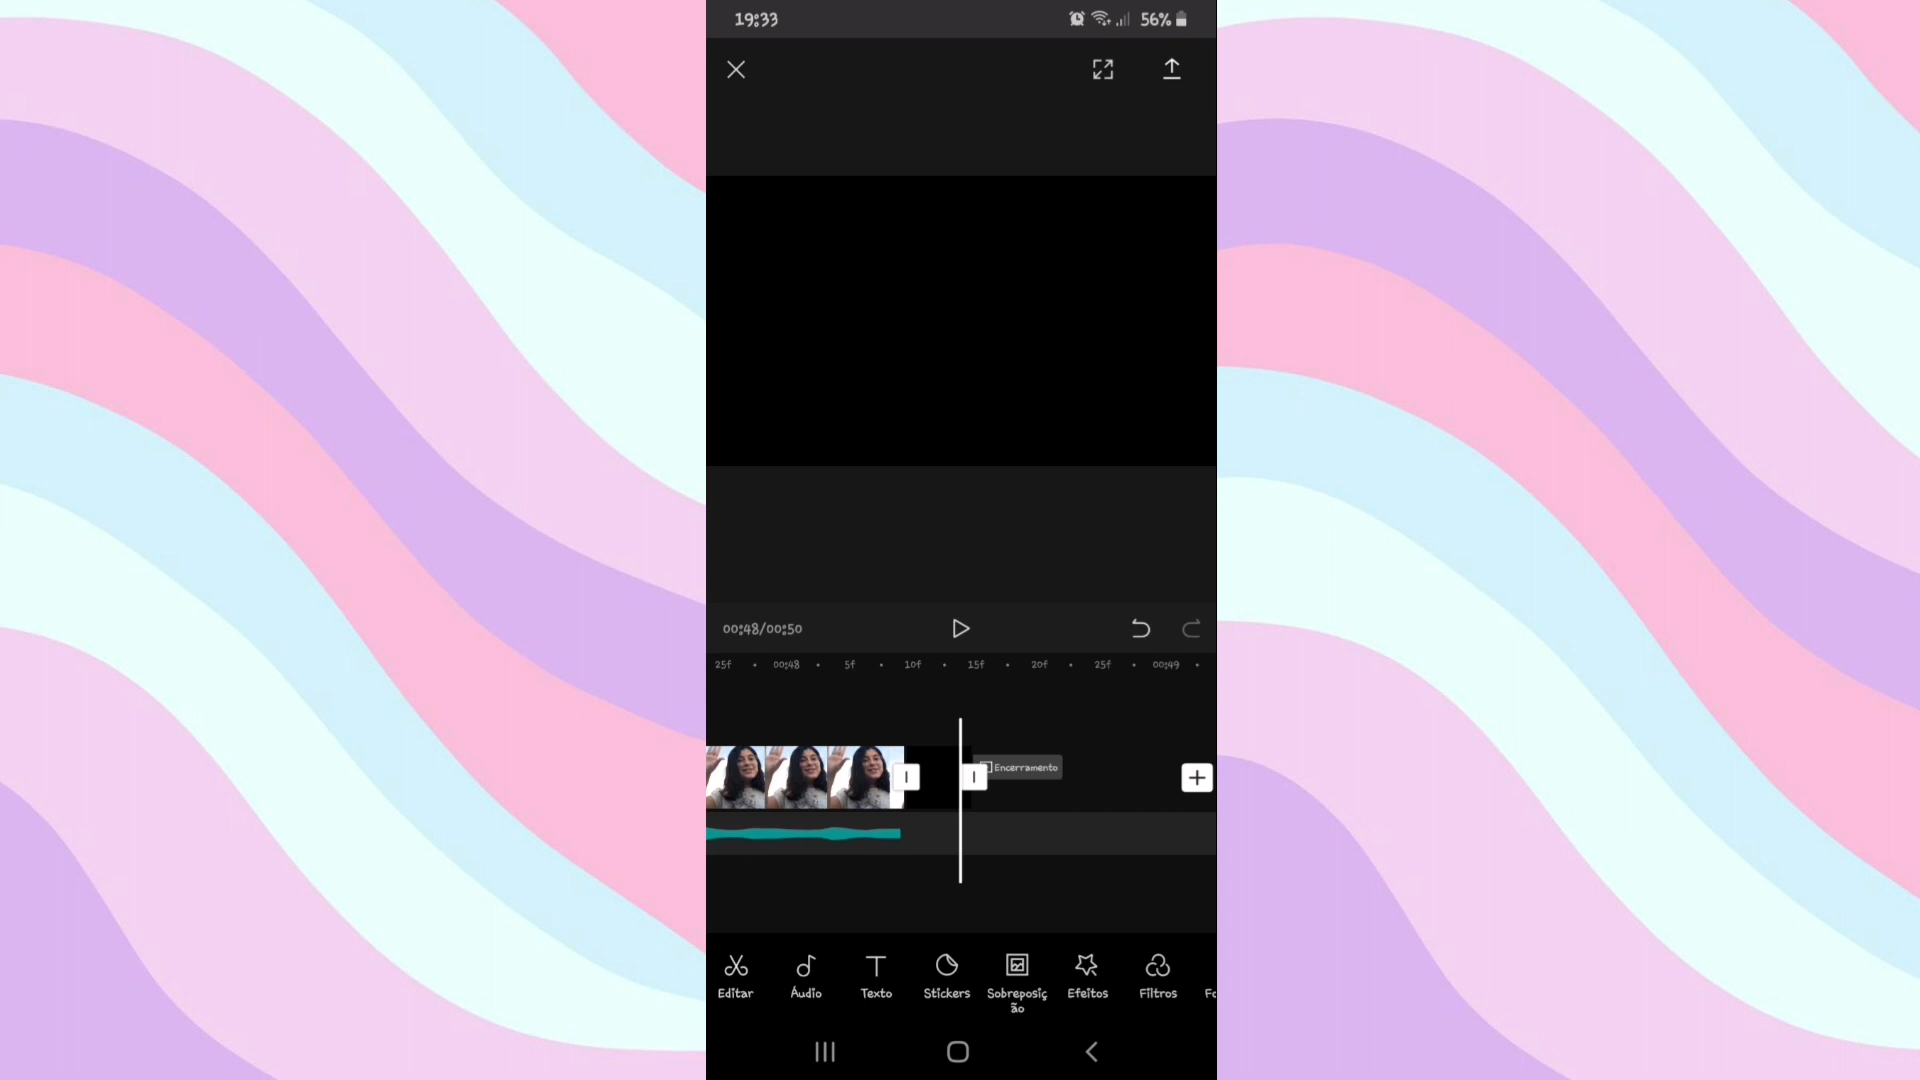 19:33
56%
00:48/00:50
25f 00:48 5f 10f 15f 20f 25f 00:49
Encerramento
Editar
Áudio
Texto
Stickers
Sobreposiç
ão
Efeitos
Filtros
Fo